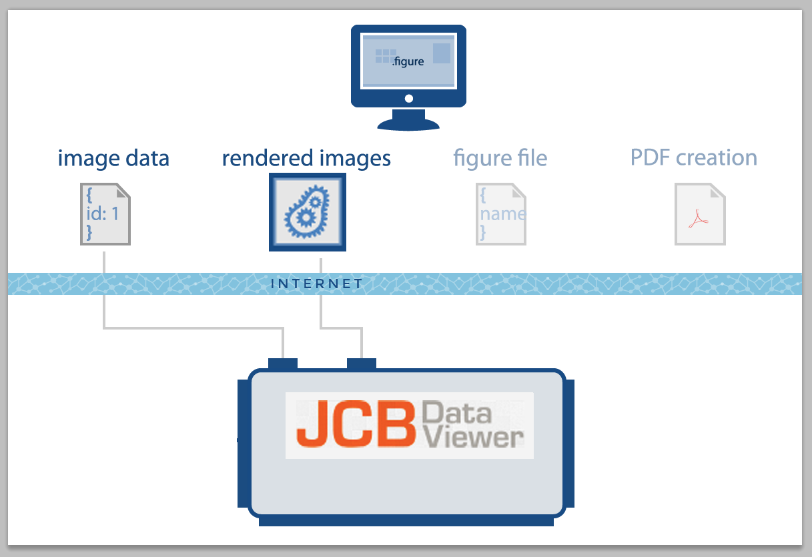 .figure
image data
rendered images
figure file
PDF creation
{
id: 1
}
{
name
}
INTERNET
JCB Data
Viewer